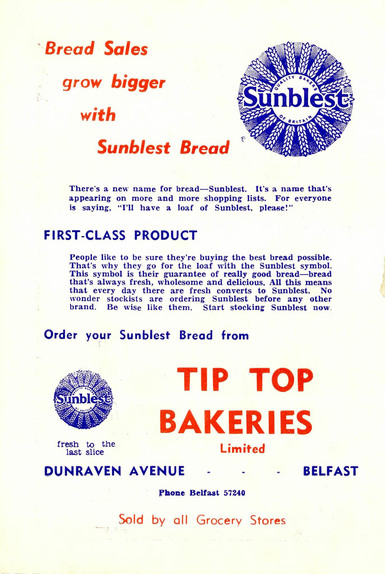 Bread Sales
grow bigger
with
Sunblest Bread
QUALITY BAKERS
Sunblest
OF BRITAIN
There's a new name for bread—Sunblest. It's a name that's
appearing on more and more shopping lists. For everyone
is saying, "I'll have a loaf of Sunblest, please!"
FIRST-CLASS PRODUCT
People like to be sure they're buying the best bread possible.
That's why they go for the loaf with the Sunblest symbol.
This symbol is their guarantee of really good bread—bread
that's always fresh, wholesome and delicious. All this means
that every day there are fresh converts to Sunblest. No
wonder stockists are ordering Sunblest before any other
brand. Be wise like them. Start stocking Sunblest now.
Order your Sunblest Bread from
Sunblest
fresh to the
last slice
TIP TOP
BAKERIES
Limited
DUNRAVEN AVENUE - - - BELFAST
Phone Belfast 57240
Sold by all Grocery Stores